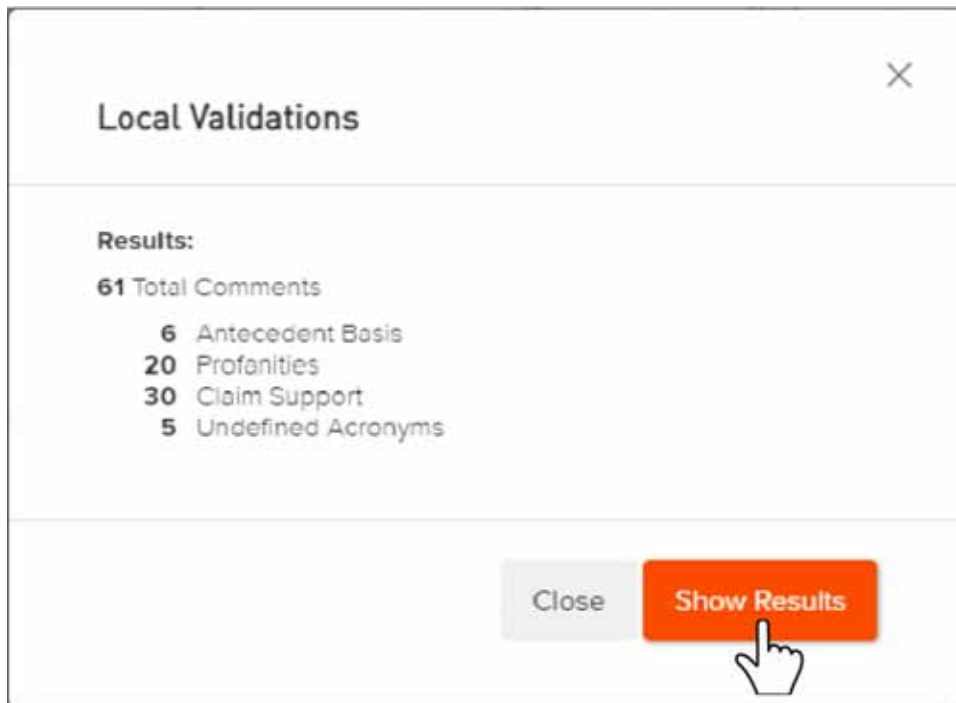 Local Validations
Results:
61 Total Comments
6 Antecedent Basis
20 Profanities
30 Claim Support
5 Undefined Acronyms
Close
Show Results